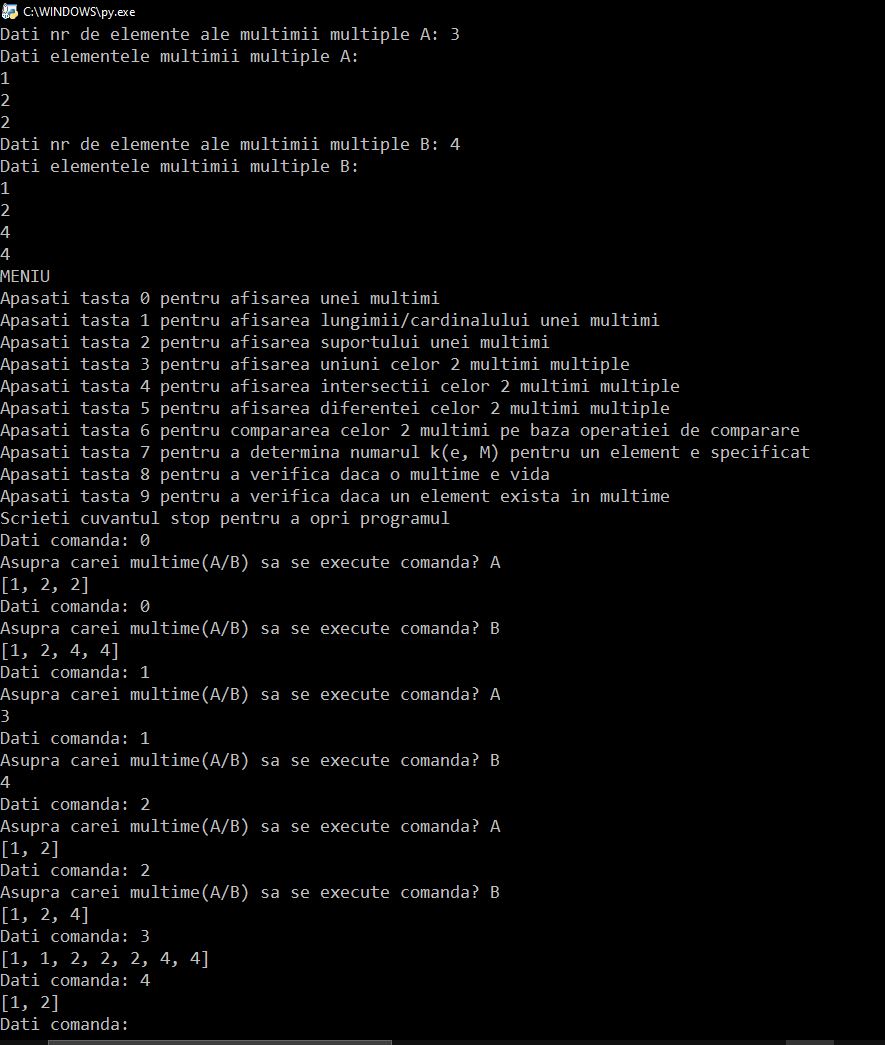 C:\WINDOWS\py.exe
Dati nr de elemente ale multimii multiple A: 3
Dati elementele multimii multiple A:
1
2
2
Dati nr de elemente ale multimii multiple B: 4
Dati elementele multimii multiple B:
1
2
4
4
MENIU
Apasati tasta 0 pentru afisarea unei multimi
Apasati tasta 1 pentru afisarea lungimii/cardinalului unei multimi
Apasati tasta 2 pentru afisarea suportului unei multimi
Apasati tasta 3 pentru afisarea uniuni celor 2 multimi multiple
Apasati tasta 4 pentru afisarea intersectii celor 2 multimi multiple
Apasati tasta 5 pentru afisarea diferentei celor 2 multimi multiple
Apasati tasta 6 pentru compararea celor 2 multimi pe baza operatiei de comparare
Apasati tasta 7 pentru a determina numarul k(e, M) pentru un element e specificat
Apasati tasta 8 pentru a verifica daca o multime e vida
Apasati tasta 9 pentru a verifica daca un element exista in multime
Scrieti cuvantul stop pentru a opri programul
Dati comanda: 0
Asupra carei multime(A/B) sa se execute comanda? A
[1, 2, 2]
Dati comanda: 0
Asupra carei multime(A/B) sa se execute comanda? B
[1, 2, 4, 4]
Dati comanda: 1
Asupra carei multime(A/B) sa se execute comanda? A
3
Dati comanda: 1
Asupra carei multime(A/B) sa se execute comanda? B
4
Dati comanda: 2
Asupra carei multime(A/B) sa se execute comanda? A
[1, 2]
Dati comanda: 2
Asupra carei multime(A/B) sa se execute comanda? B
[1, 2, 4]
Dati comanda: 3
[1, 1, 2, 2, 2, 4, 4]
Dati comanda: 4
[1, 2]
Dati comanda: